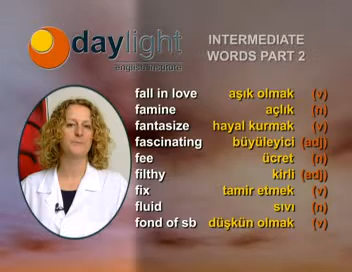 daylight
english institute
INTERMEDIATE
WORDS PART 2
fall in love aşık olmak (v)
famine açlık (n)
fantasize hayal kurmak (v)
fascinating büyüleyici (adj)
fee ücret (n)
filthy kirli (adj)
fix tamir etmek (v)
fluid sıvı (n)
fond of sb düşkün olmak (v)